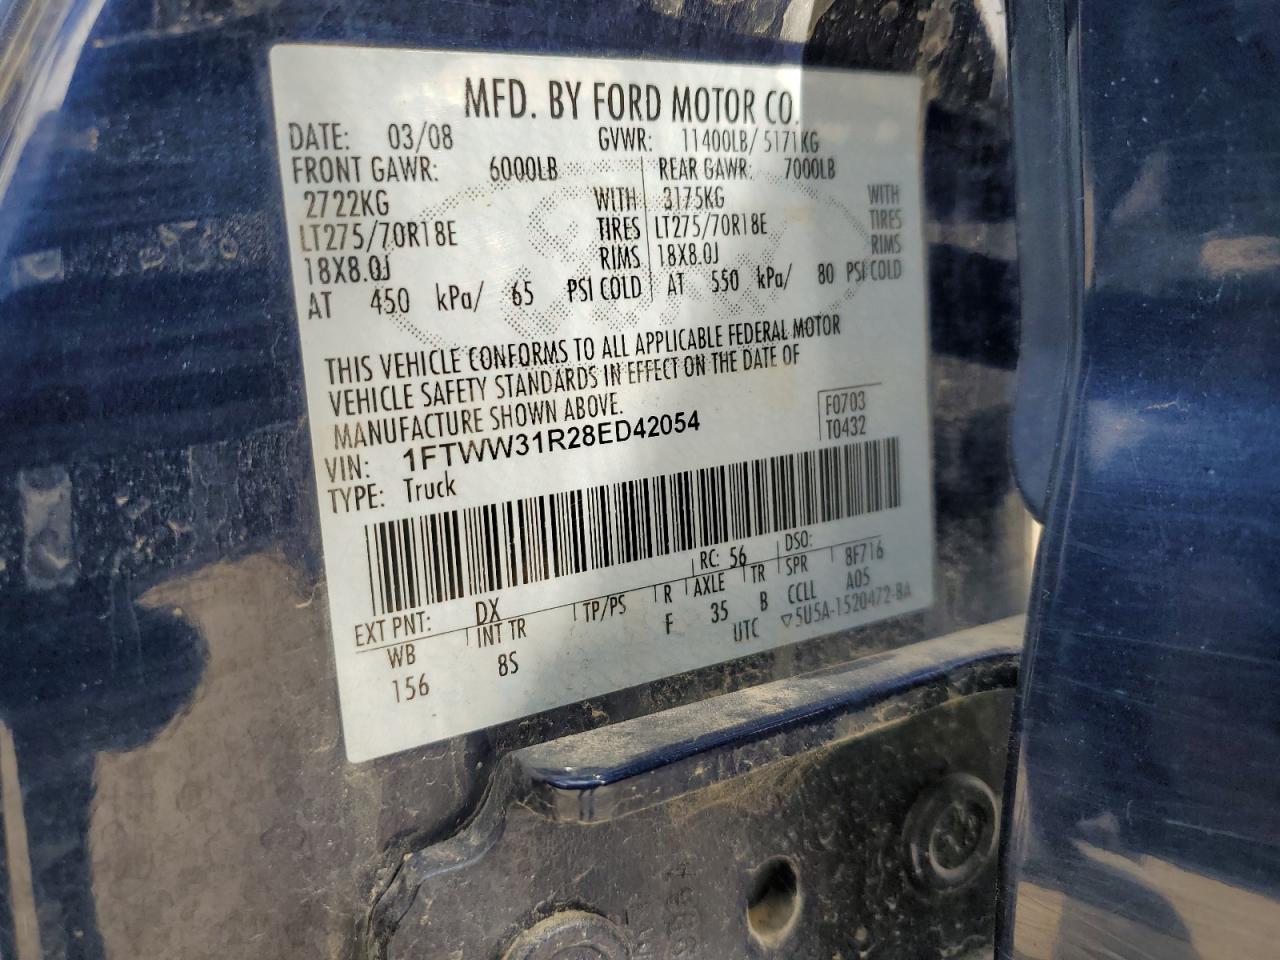 MFD. BY FORD MOTOR CO.
DATE: 03/08 GVWR: 11400LB/ 5171KG
FRONT GAWR: 6000LB REAR GAWR: 7000LB
2722KG WITH 3175KG WITH
LT275/70R18E TIRES LT275/70R18E TIRES
18X8.0J RIMS 18X8.0J RIMS
AT 450 kPa/ 65 PSI COLD AT 550 kPa/ 80 PSI COLD
THIS VEHICLE CONFORMS TO ALL APPLICABLE FEDERAL MOTOR
VEHICLE SAFETY STANDARDS IN EFFECT ON THE DATE OF
MANUFACTURE SHOWN ABOVE.
VIN: 1FTWW31R28ED42054 F0703
TYPE: Truck T0432
EXT PNT: DX RC: 56 DSO:
WB INT TR TP/PS R AXLE TR SPR 8F716
156 8S F 35 B CCLL A05
UTC ▽5U5A-1520472-BA